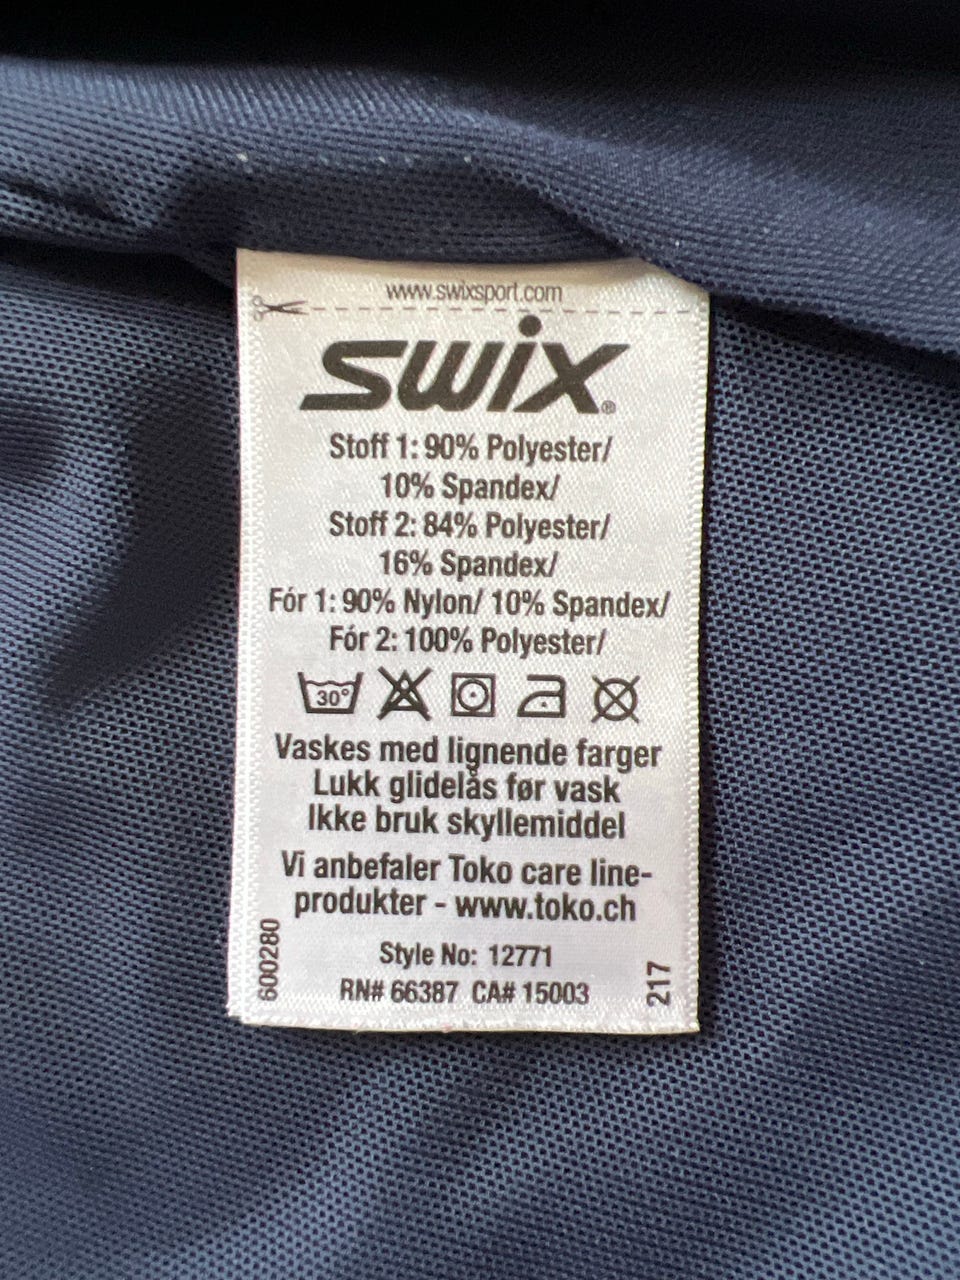 www.swixsport.com
swix®
Stoff 1: 90% Polyester/
10% Spandex/
Stoff 2: 84% Polyester/
16% Spandex/
Fór 1: 90% Nylon/ 10% Spandex/
Fór 2: 100% Polyester/
30°
Vaskes med lignende farger
Lukk glidelås før vask
Ikke bruk skyllemiddel
Vi anbefaler Toko care line-
produkter - www.toko.ch
Style No: 12771
RN# 66387 CA# 15003
600280
217